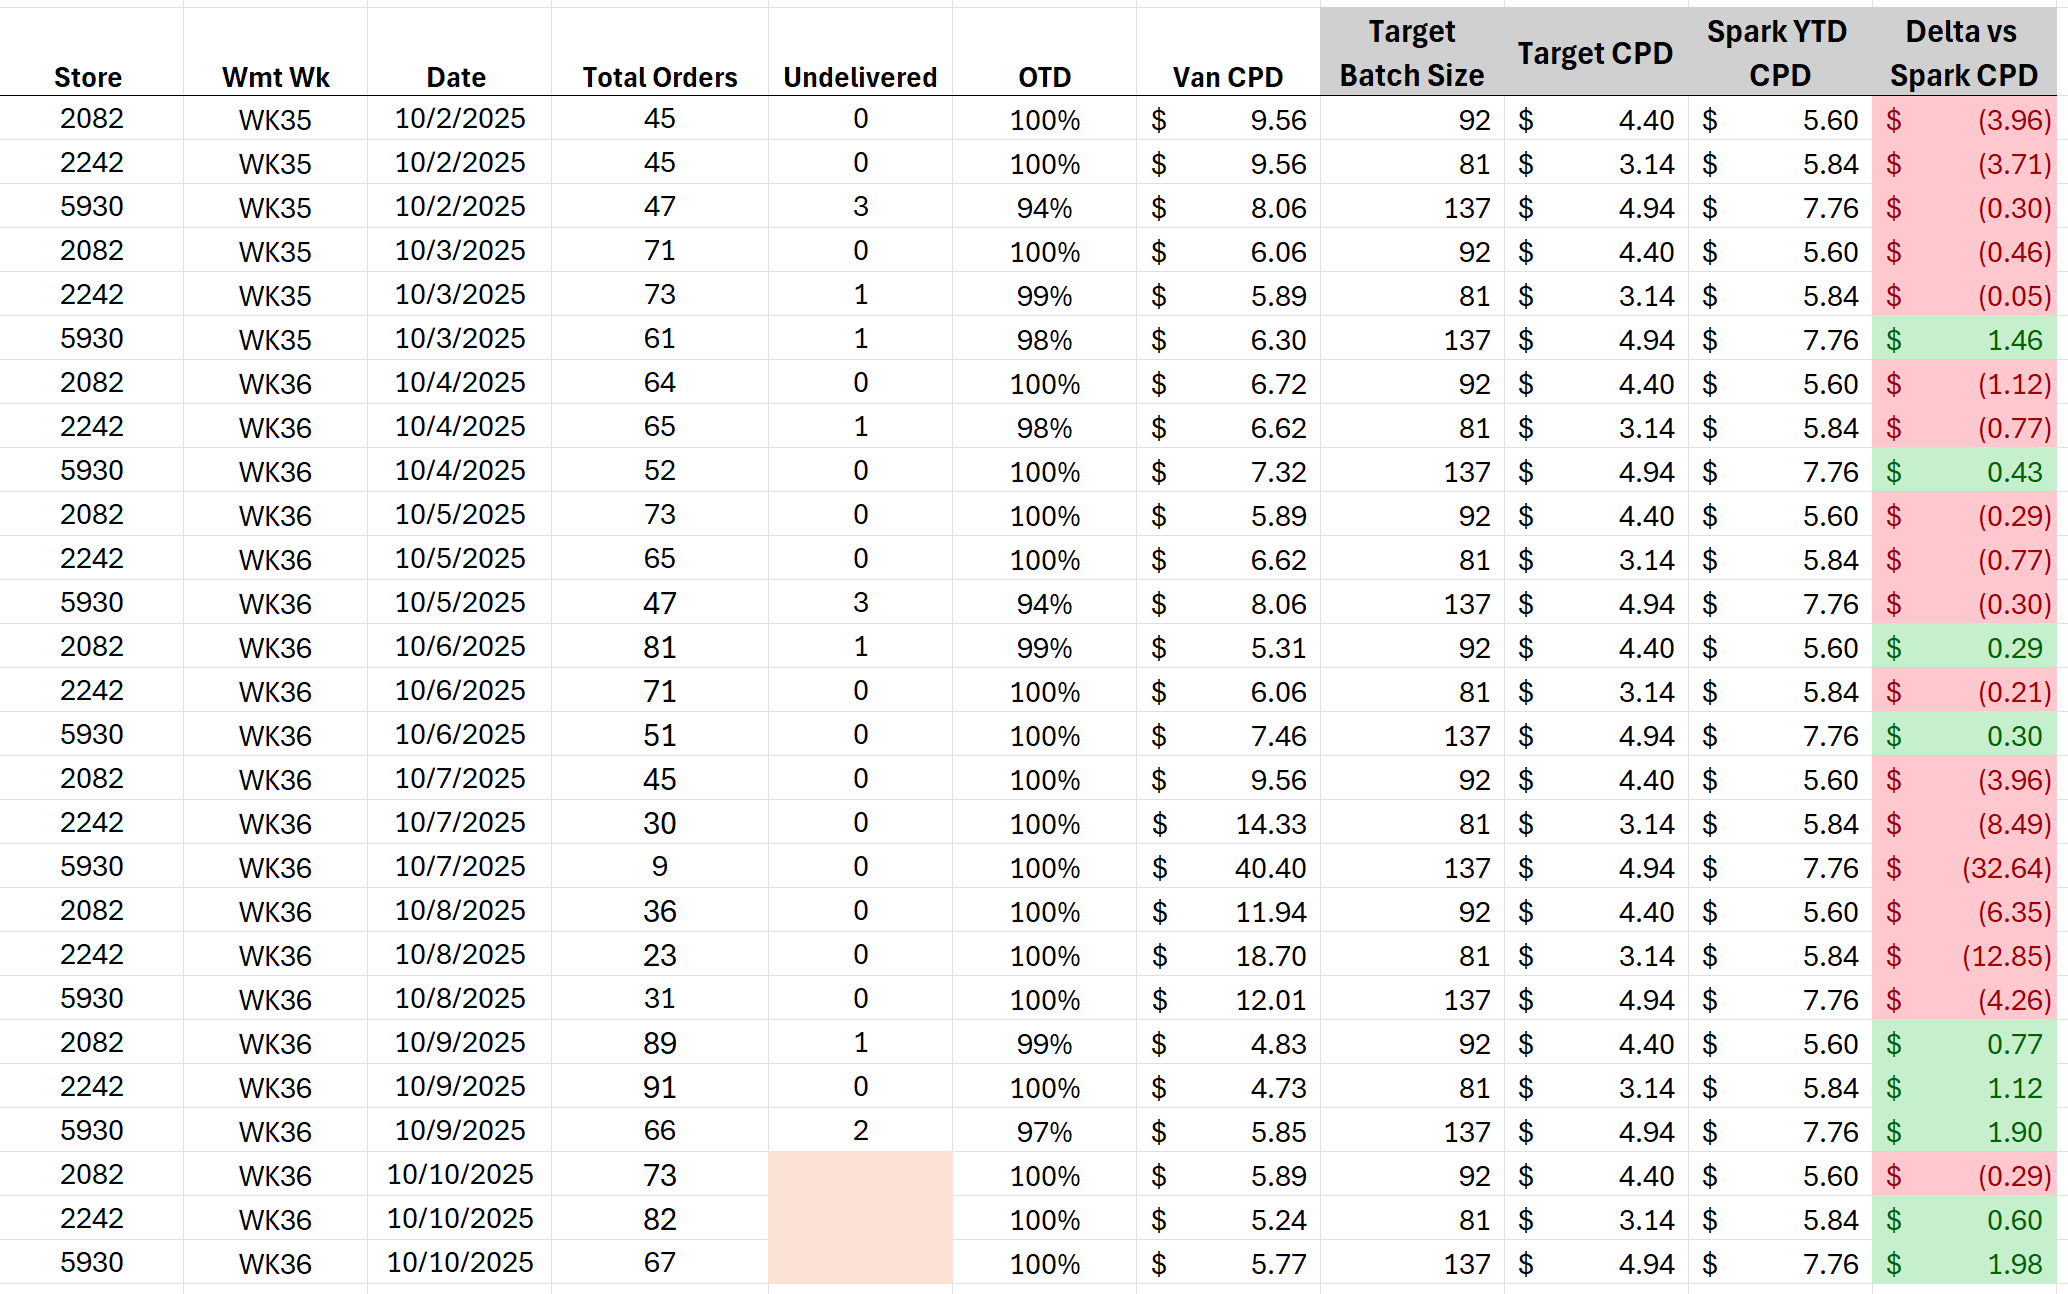 Store Wmt Wk Date Total Orders Undelivered OTD Van CPD Target Batch Size Target CPD Spark YTD CPD Delta vs Spark CPD
2082 WK35 10/2/2025 45 0 100% $ 9.56 92 $ 4.40 $ 5.60 $ (3.96)
2242 WK35 10/2/2025 45 0 100% $ 9.56 81 $ 3.14 $ 5.84 $ (3.71)
5930 WK35 10/2/2025 47 3 94% $ 8.06 137 $ 4.94 $ 7.76 $ (0.30)
2082 WK35 10/3/2025 71 0 100% $ 6.06 92 $ 4.40 $ 5.60 $ (0.46)
2242 WK35 10/3/2025 73 1 99% $ 5.89 81 $ 3.14 $ 5.84 $ (0.05)
5930 WK35 10/3/2025 61 1 98% $ 6.30 137 $ 4.94 $ 7.76 $ 1.46
2082 WK36 10/4/2025 64 0 100% $ 6.72 92 $ 4.40 $ 5.60 $ (1.12)
2242 WK36 10/4/2025 65 1 98% $ 6.62 81 $ 3.14 $ 5.84 $ (0.77)
5930 WK36 10/4/2025 52 0 100% $ 7.32 137 $ 4.94 $ 7.76 $ 0.43
2082 WK36 10/5/2025 73 0 100% $ 5.89 92 $ 4.40 $ 5.60 $ (0.29)
2242 WK36 10/5/2025 65 0 100% $ 6.62 81 $ 3.14 $ 5.84 $ (0.77)
5930 WK36 10/5/2025 47 3 94% $ 8.06 137 $ 4.94 $ 7.76 $ (0.30)
2082 WK36 10/6/2025 81 1 99% $ 5.31 92 $ 4.40 $ 5.60 $ 0.29
2242 WK36 10/6/2025 71 0 100% $ 6.06 81 $ 3.14 $ 5.84 $ (0.21)
5930 WK36 10/6/2025 51 0 100% $ 7.46 137 $ 4.94 $ 7.76 $ 0.30
2082 WK36 10/7/2025 45 0 100% $ 9.56 92 $ 4.40 $ 5.60 $ (3.96)
2242 WK36 10/7/2025 30 0 100% $ 14.33 81 $ 3.14 $ 5.84 $ (8.49)
5930 WK36 10/7/2025 9 0 100% $ 40.40 137 $ 4.94 $ 7.76 $ (32.64)
2082 WK36 10/8/2025 36 0 100% $ 11.94 92 $ 4.40 $ 5.60 $ (6.35)
2242 WK36 10/8/2025 23 0 100% $ 18.70 81 $ 3.14 $ 5.84 $ (12.85)
5930 WK36 10/8/2025 31 0 100% $ 12.01 137 $ 4.94 $ 7.76 $ (4.26)
2082 WK36 10/9/2025 89 1 99% $ 4.83 92 $ 4.40 $ 5.60 $ 0.77
2242 WK36 10/9/2025 91 0 100% $ 4.73 81 $ 3.14 $ 5.84 $ 1.12
5930 WK36 10/9/2025 66 2 97% $ 5.85 137 $ 4.94 $ 7.76 $ 1.90
2082 WK36 10/10/2025 73 100% $ 5.89 92 $ 4.40 $ 5.60 $ (0.29)
2242 WK36 10/10/2025 82 100% $ 5.24 81 $ 3.14 $ 5.84 $ 0.60
5930 WK36 10/10/2025 67 100% $ 5.77 137 $ 4.94 $ 7.76 $ 1.98